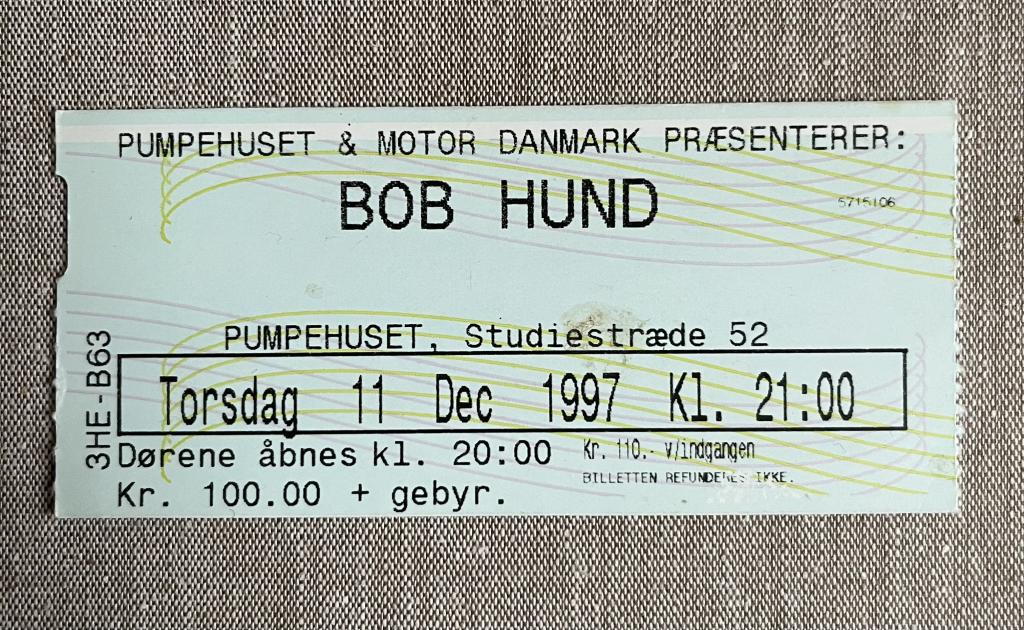 PUMPEHUSET & MOTOR DANMARK PRÆSENTERER:
BOB HUND
5715106
PUMPEHUSET, Studiestræde 52
3HE-B63
Torsdag 11 Dec 1997 Kl. 21:00
Dørene åbnes kl. 20:00
Kr. 110.- v/indgangen
BILLETTEN REFUNDERES IKKE.
Kr. 100.00 + gebyr.